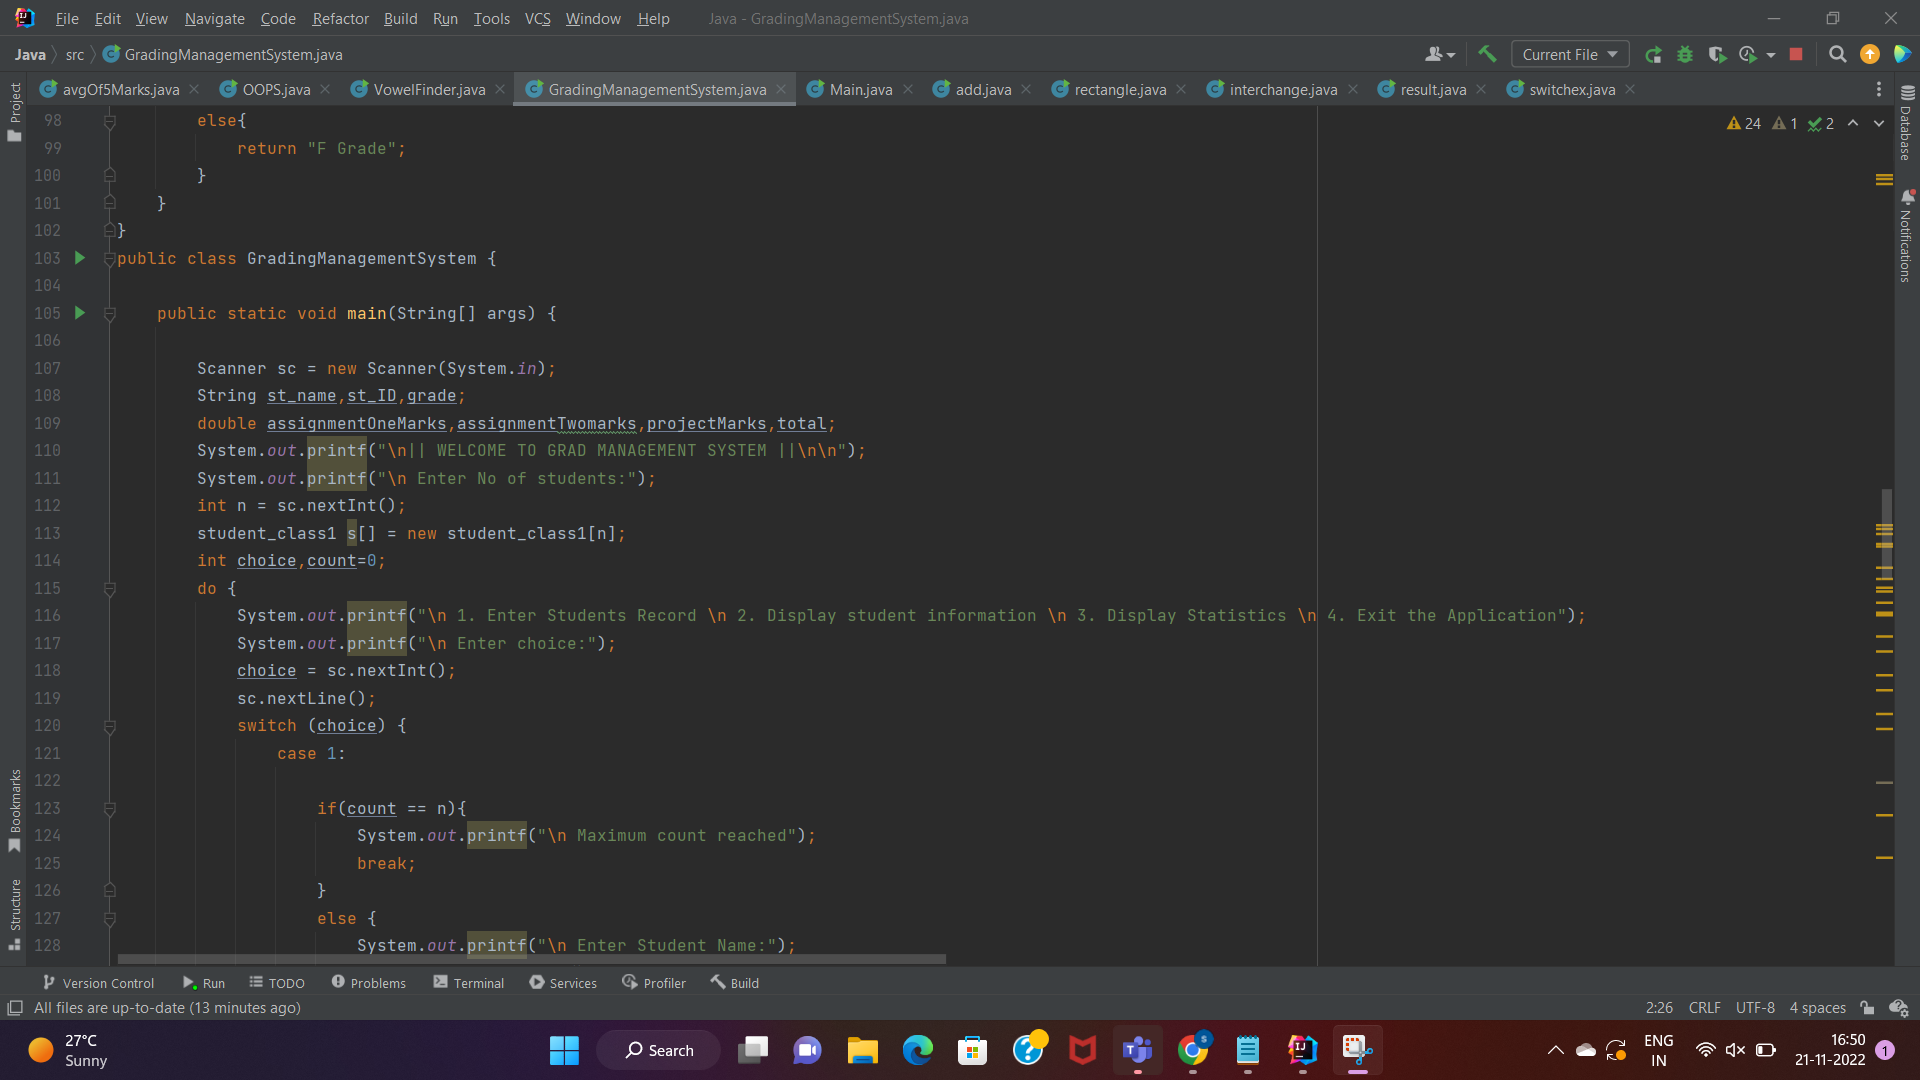 File Edit View Navigate Code Refactor Build Run Tools VCS Window Help Java - GradingManagementSystem.java
Java src GradingManagementSystem.java Current File
avgOf5Marks.java OOPS.java VowelFinder.java GradingManagementSystem.java Main.java add.java rectangle.java interchange.java result.java switchex.java
Project
Bookmarks
Structure
Database
Notifications
24 1 2
98 else{
99 return "F Grade";
100 }
101 }
102 }
103 public class GradingManagementSystem {
104
105 public static void main(String[] args) {
106
107 Scanner sc = new Scanner(System.in);
108 String st_name,st_ID,grade;
109 double assignmentOneMarks,assignmentTwomarks,projectMarks,total;
110 System.out.printf("\n|| WELCOME TO GRAD MANAGEMENT SYSTEM ||\n\n");
111 System.out.printf("\n Enter No of students:");
112 int n = sc.nextInt();
113 student_class1 s[] = new student_class1[n];
114 int choice,count=0;
115 do {
116 System.out.printf("\n 1. Enter Students Record \n 2. Display student information \n 3. Display Statistics \n 4. Exit the Application");
117 System.out.printf("\n Enter choice:");
118 choice = sc.nextInt();
119 sc.nextLine();
120 switch (choice) {
121 case 1:
122
123 if(count == n){
124 System.out.printf("\n Maximum count reached");
125 break;
126 }
127 else {
128 System.out.printf("\n Enter Student Name:");
Version Control Run TODO Problems Terminal Services Profiler Build
All files are up-to-date (13 minutes ago) 2:26 CRLF UTF-8 4 spaces
27°C
Sunny
Search
ENG
IN
16:50
21-11-2022
1